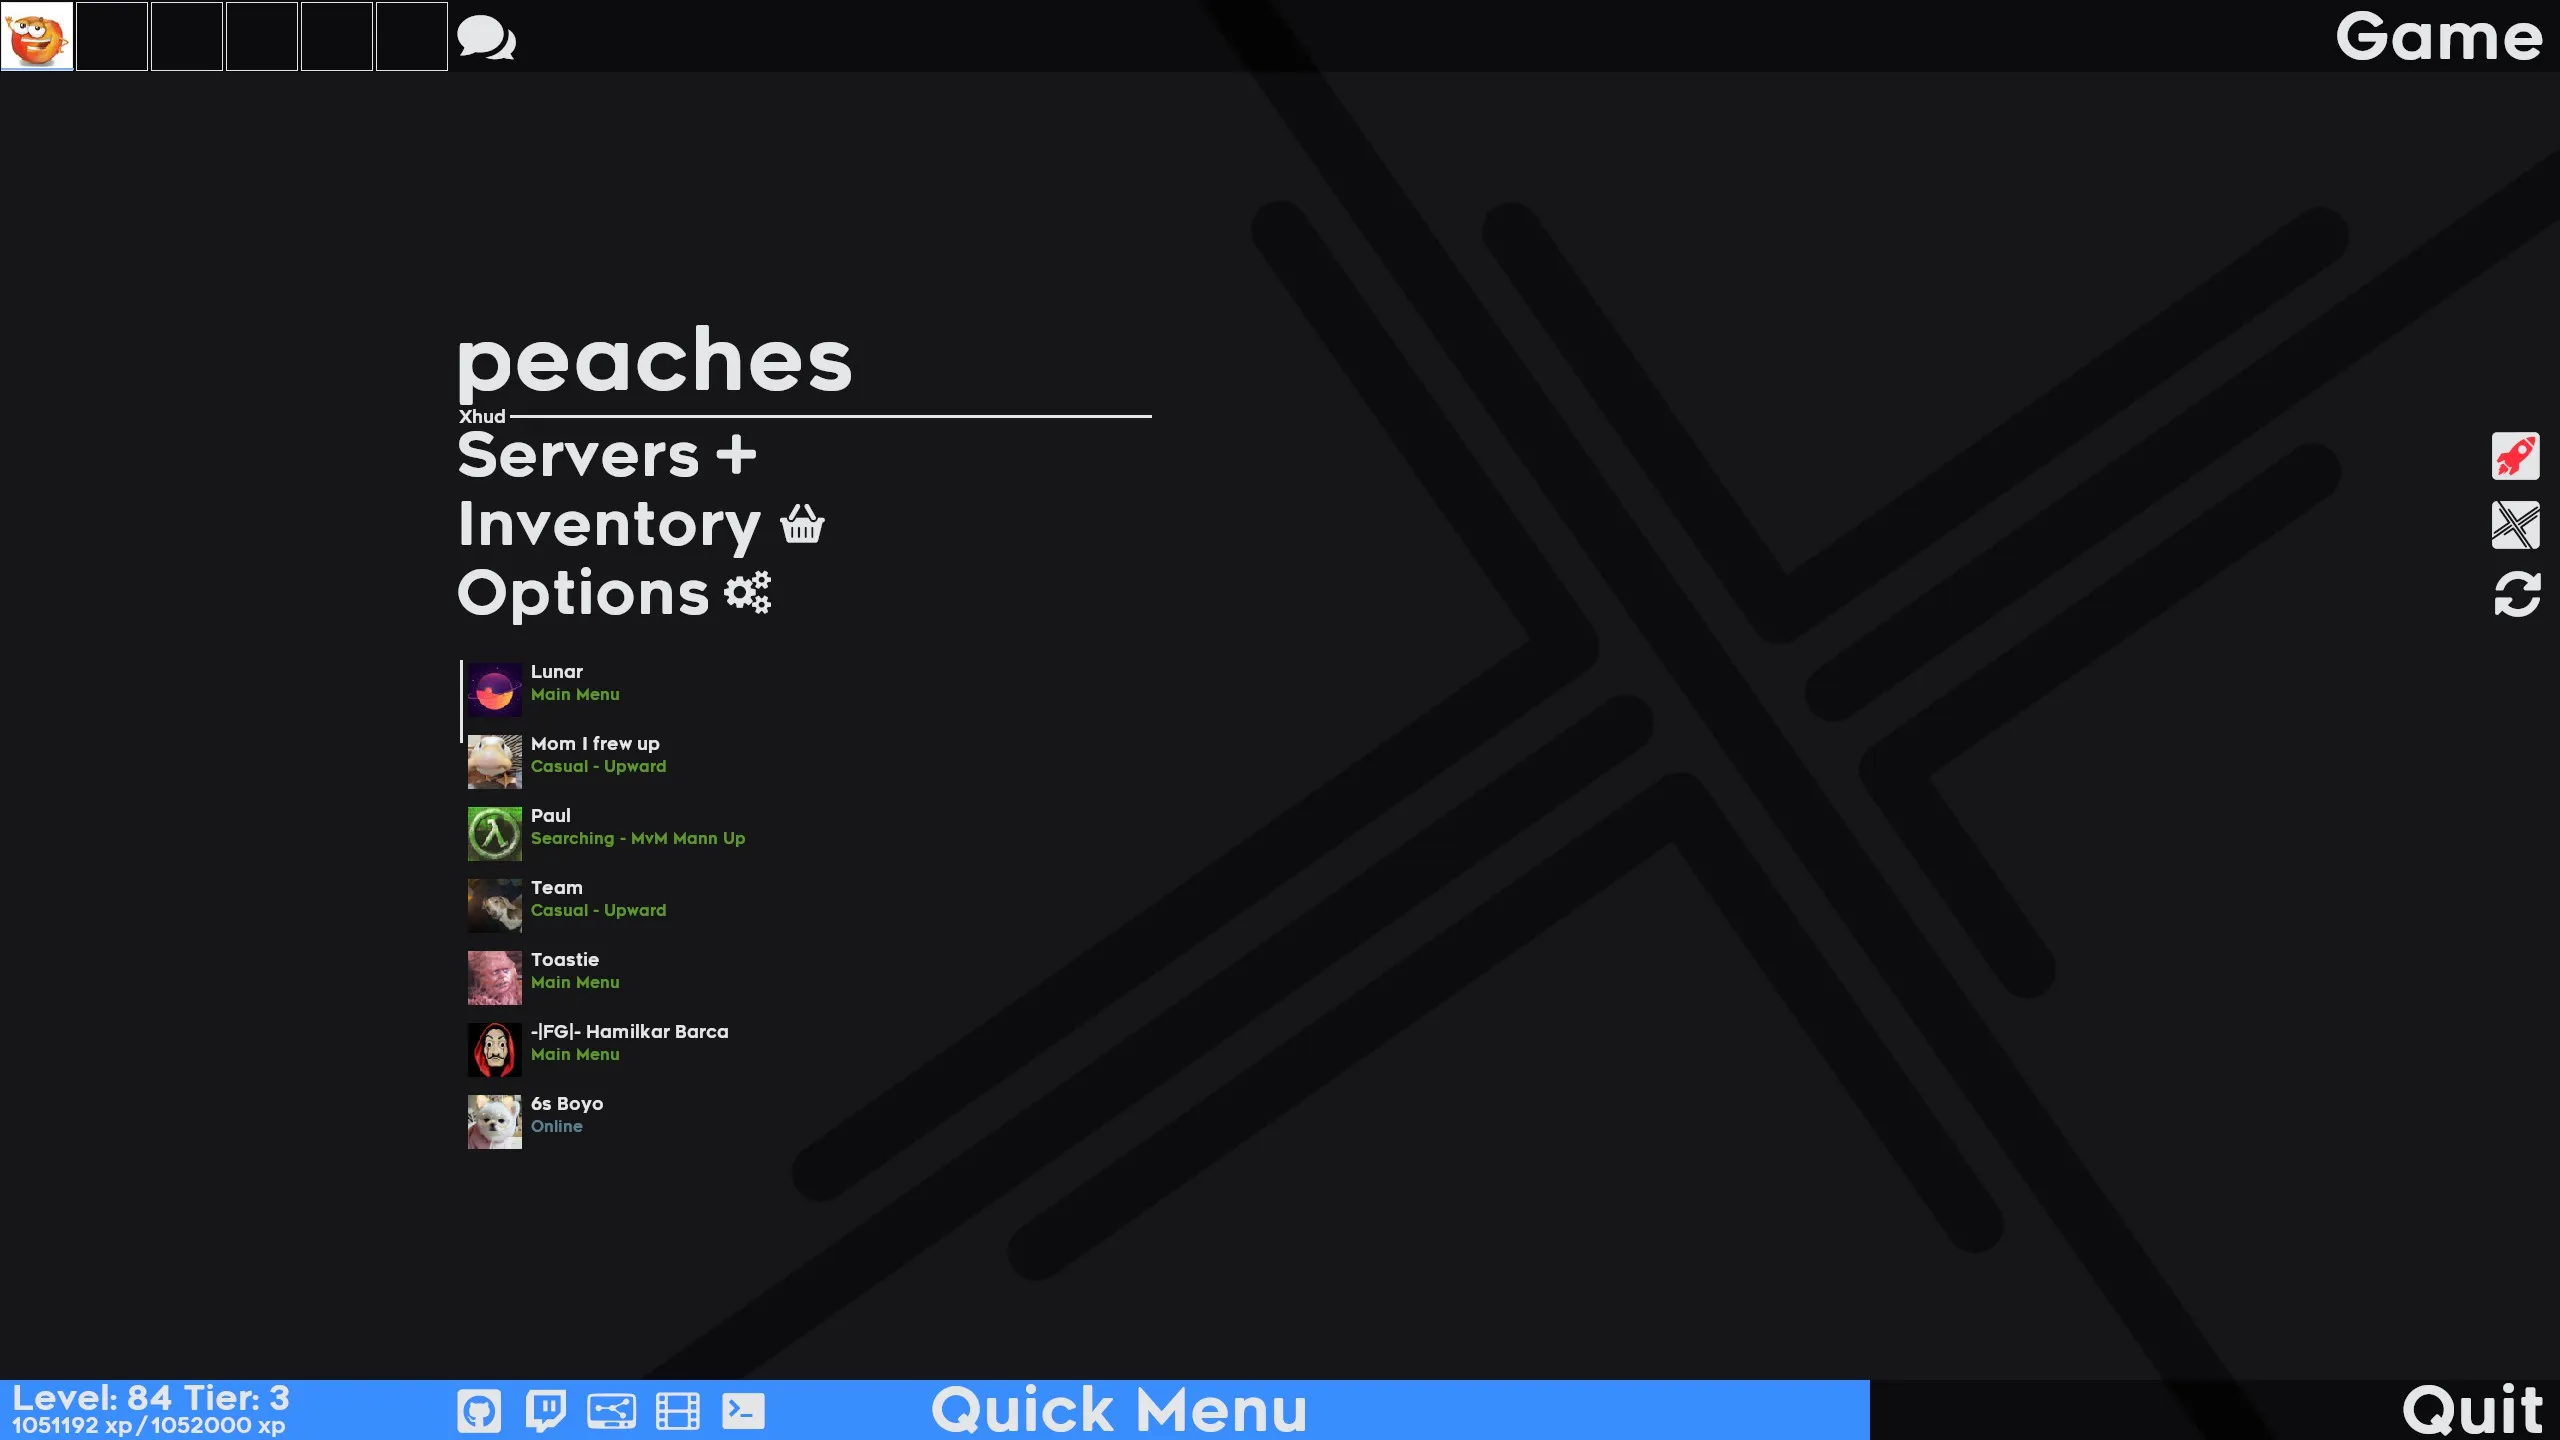 Game
peaches
Xhud
Servers +
Inventory
Options
Lunar
Main Menu
Mom I frew up
Casual - Upward
Paul
Searching - MvM Mann Up
Team
Casual - Upward
Toastie
Main Menu
-|FG|- Hamilkar Barca
Main Menu
6s Boyo
Online
Level: 84 Tier: 3
1051192 xp/1052000 xp
Quick Menu
Quit